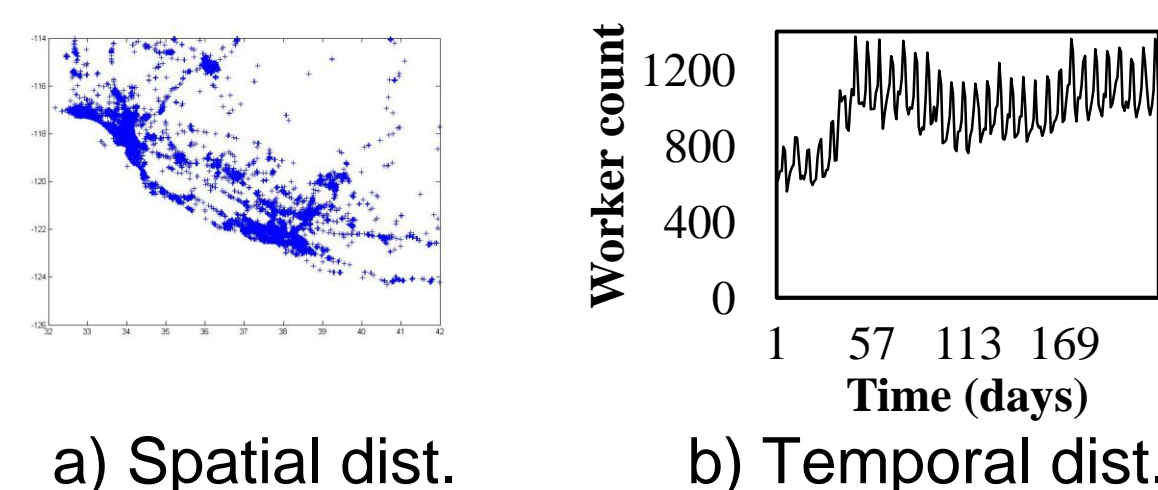 -114
-116
-118
-120
-122
-124
-126
32 33 34 35 36 37 38 39 40 41 42
a) Spatial dist.
Worker count
1200
800
400
0
1 57 113 169
Time (days)
b) Temporal dist.